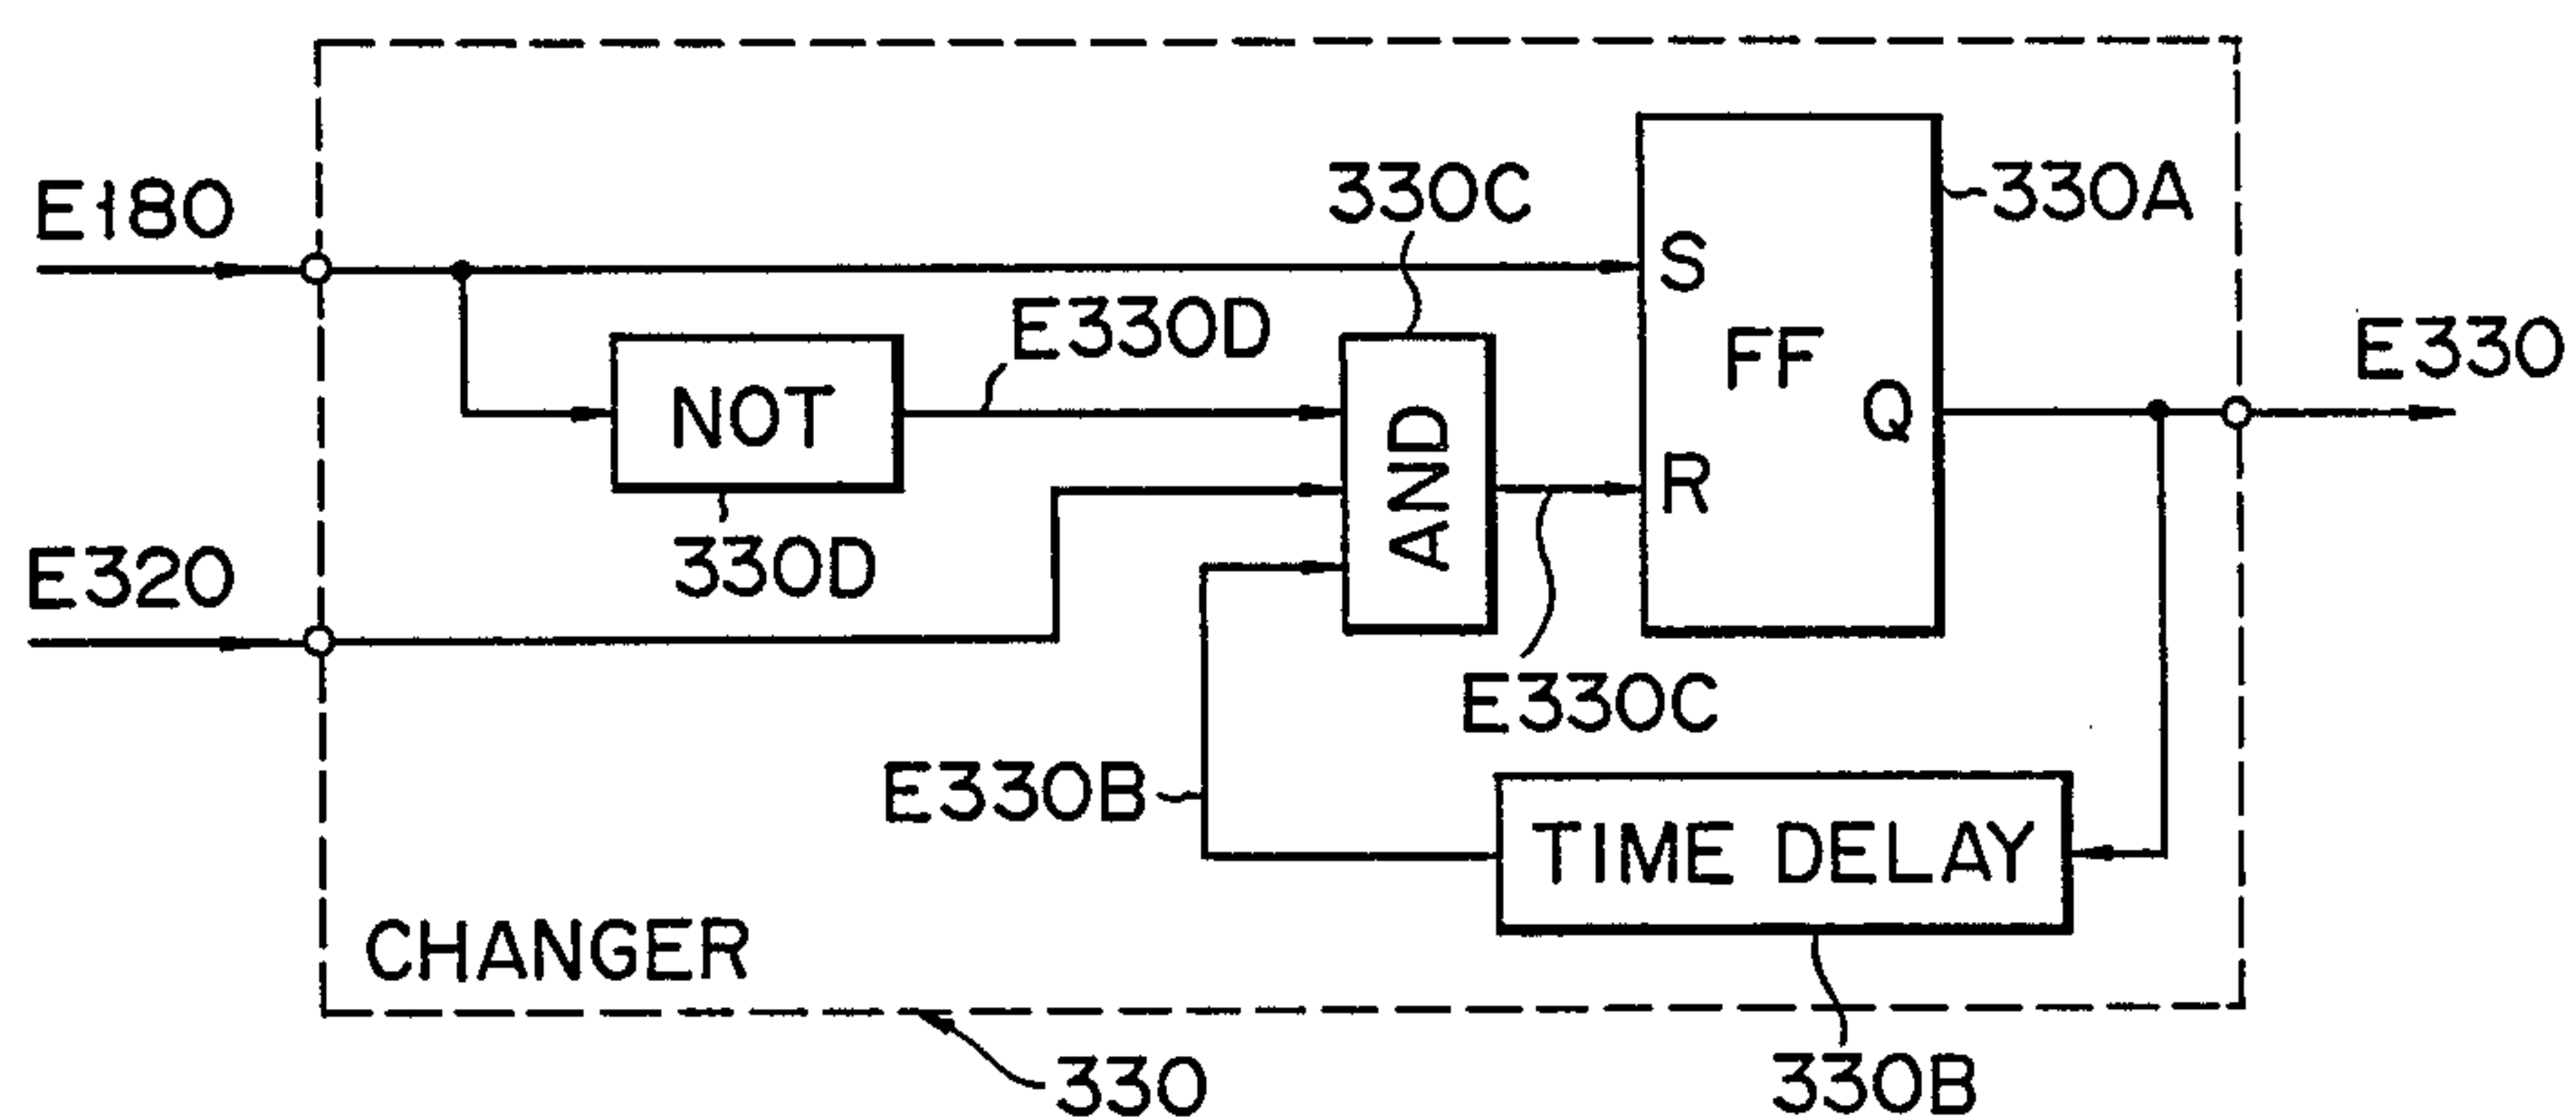 330C
330A
E180
S
E330D
FF
E330
NOT
AND
Q
R
330D
E320
E330C
E330B
TIME DELAY
CHANGER
330
330B